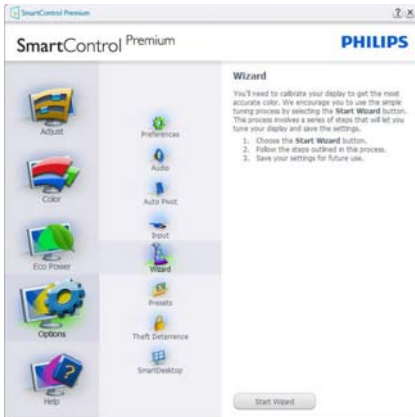 SmartControl Premium
SmartControl Premium
PHILIPS
Adjust
Color
Eco Power
Options
Help
Preferences
Audio
Auto Pivot
Input
Wizard
Presets
Theft Deterrence
SmartDesktop
Wizard
You'll need to calibrate your display to get the most
accurate color. We encourage you to use the simple
tuning process by selecting the Start Wizard button.
This process involves a series of steps that will let you
tune your display and save the settings.
1. Choose the Start Wizard button.
2. Follow the steps outlined in this process.
3. Save your settings for future use.
Start Wizard